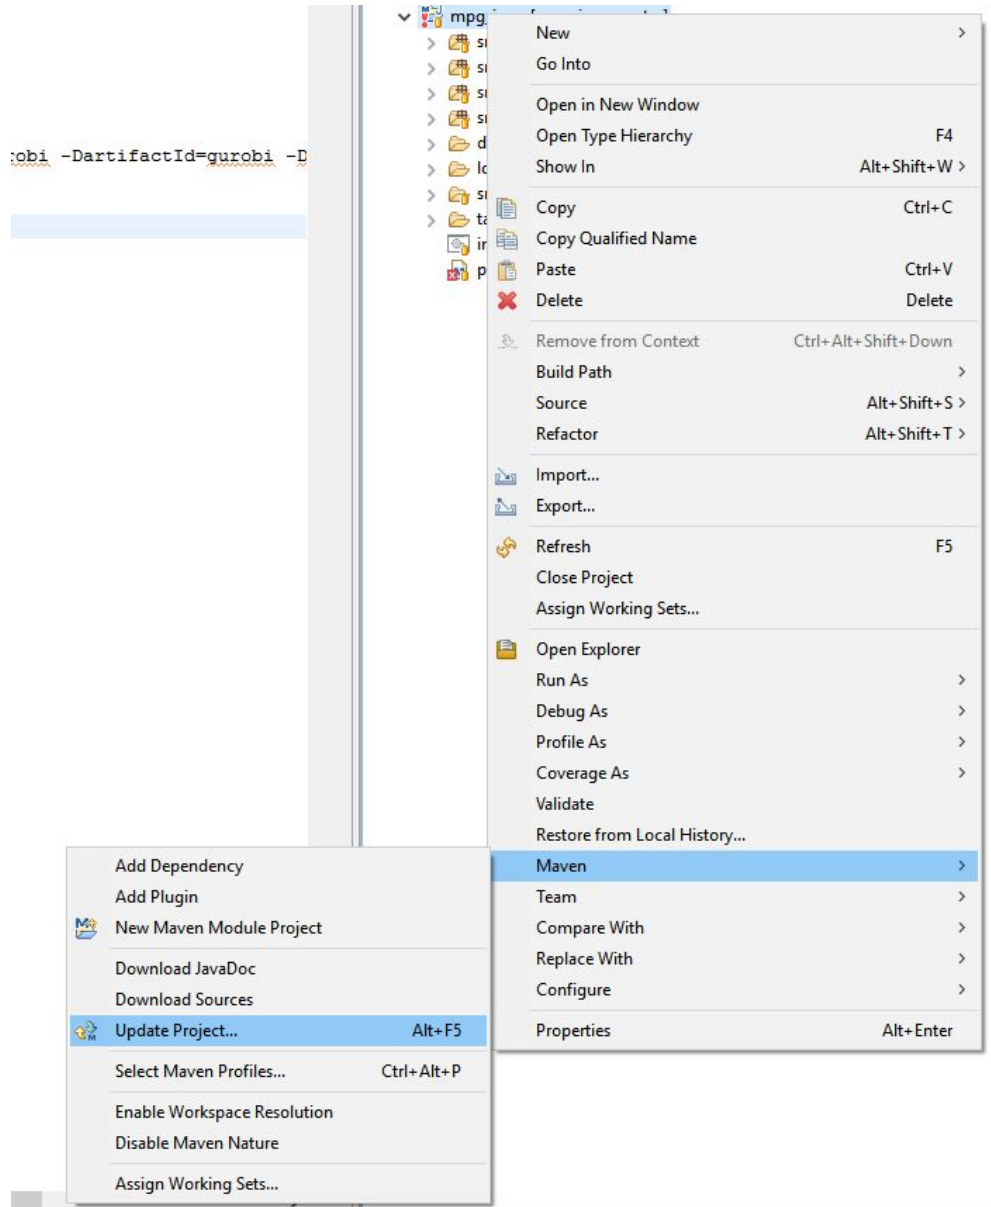 mpg
New
Go Into
Open in New Window
Open Type Hierarchy F4
Show In Alt+Shift+W >
Copy Ctrl+C
Copy Qualified Name
Paste Ctrl+V
Delete Delete
Remove from Context Ctrl+Alt+Shift+Down
Build Path
Source Alt+Shift+S >
Refactor Alt+Shift+T >
Import...
Export...
Refresh F5
Close Project
Assign Working Sets...
Open Explorer
Run As
Debug As
Profile As
Coverage As
Validate
Restore from Local History...
Maven
Team
Compare With
Replace With
Configure
Properties Alt+Enter
-DartifactId=gurobi
Add Dependency
Add Plugin
New Maven Module Project
Download JavaDoc
Download Sources
Update Project... Alt+F5
Select Maven Profiles... Ctrl+Alt+P
Enable Workspace Resolution
Disable Maven Nature
Assign Working Sets...